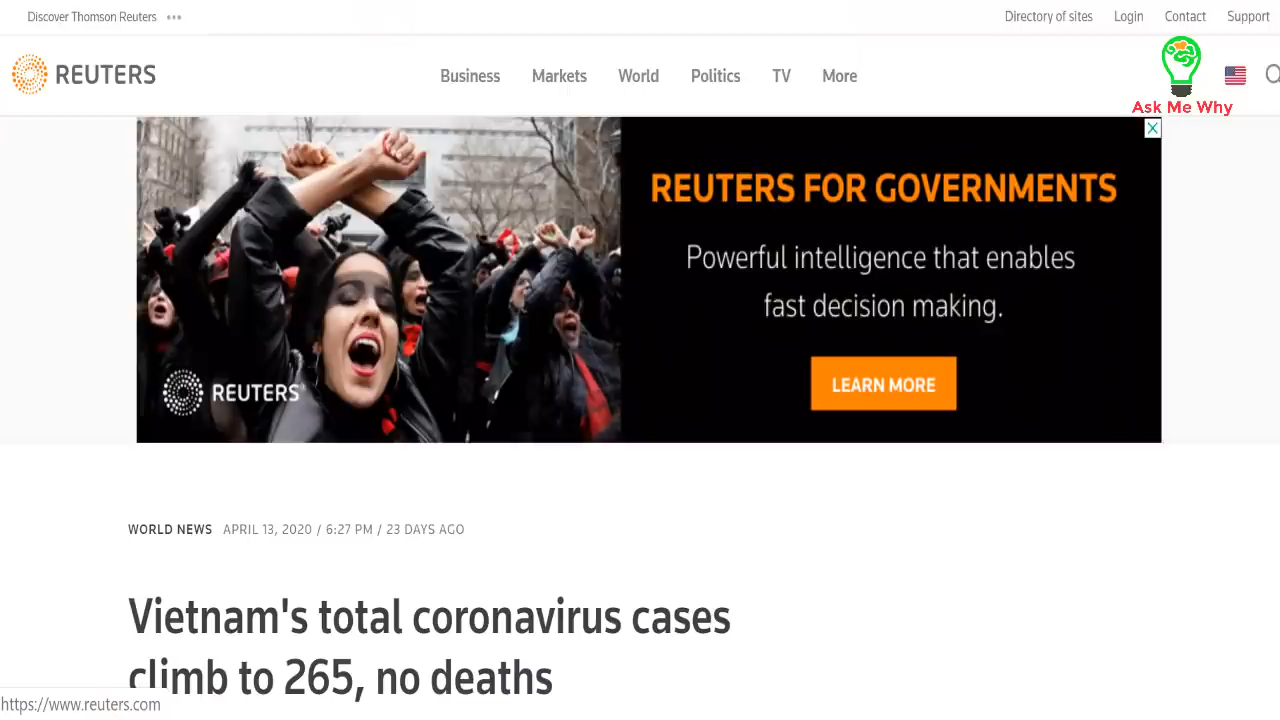 Discover Thomson Reuters
Directory of sites Login Contact Support
REUTERS
Business Markets World Politics TV More
Ask Me Why
REUTERS FOR GOVERNMENTS
Powerful intelligence that enables
fast decision making.
LEARN MORE
REUTERS
WORLD NEWS APRIL 13, 2020 / 6:27 PM / 23 DAYS AGO
Vietnam's total coronavirus cases
climb to 265, no deaths
https://www.reuters.com